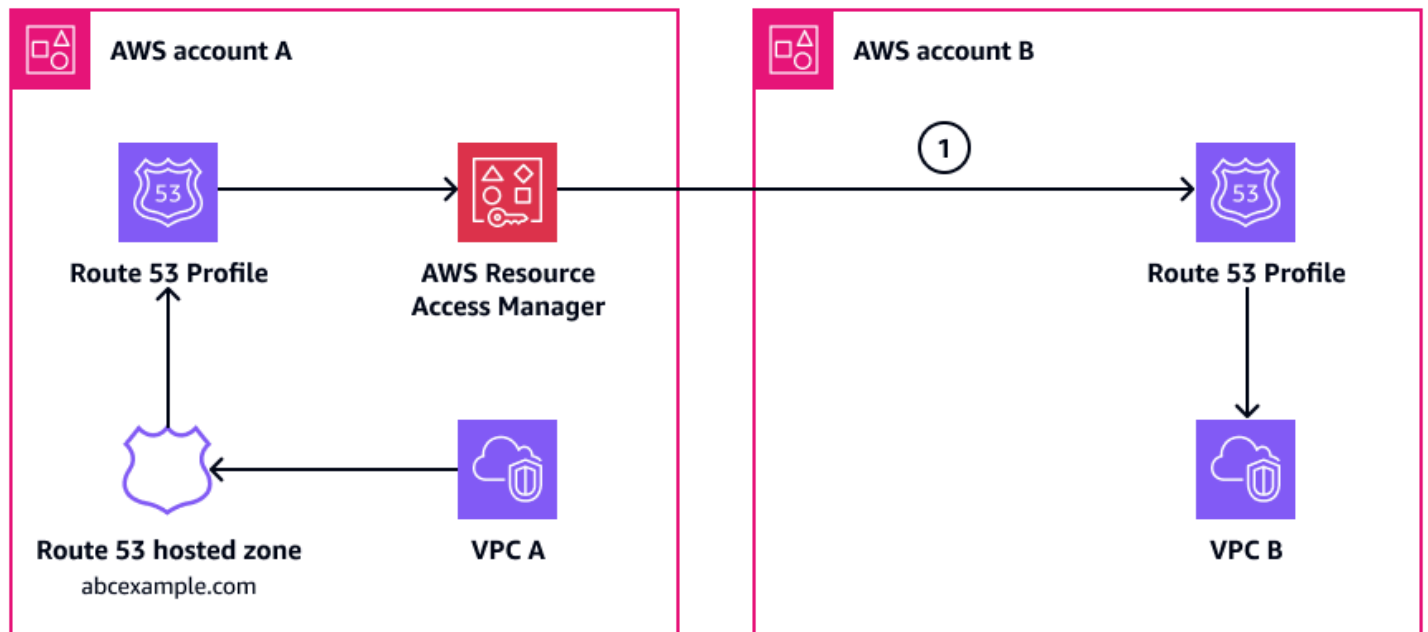 AWS account A
AWS account B
1
53
53
Route 53 Profile
AWS Resource
Access Manager
Route 53 Profile
Route 53 hosted zone
abcexample.com
VPC A
VPC B